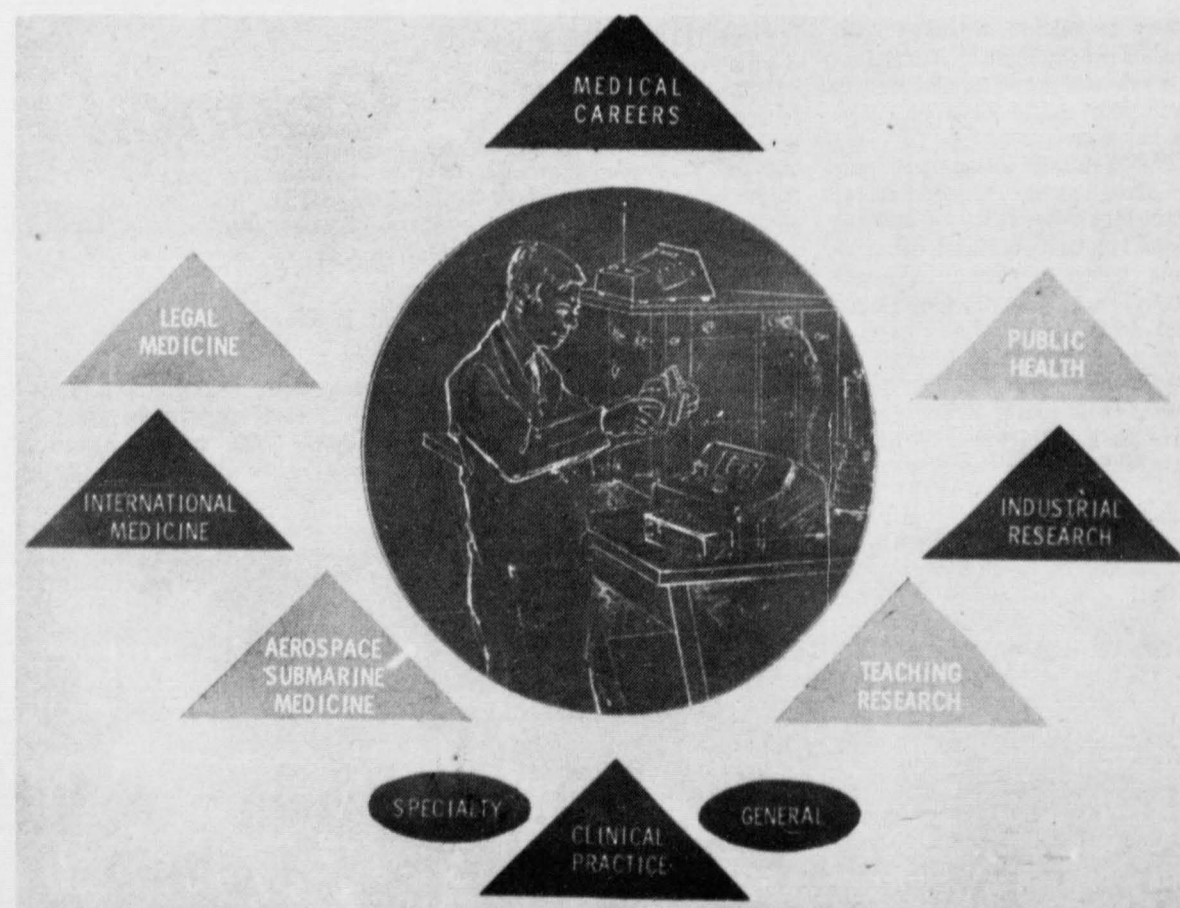 MEDICAL
CAREERS
LEGAL
MEDICINE
PUBLIC
HEALTH
INTERNATIONAL
MEDICINE
INDUSTRIAL
RESEARCH
AEROSPACE
SUBMARINE
MEDICINE
TEACHING
RESEARCH
SPECIALTY
CLINICAL
PRACTICE
GENERAL